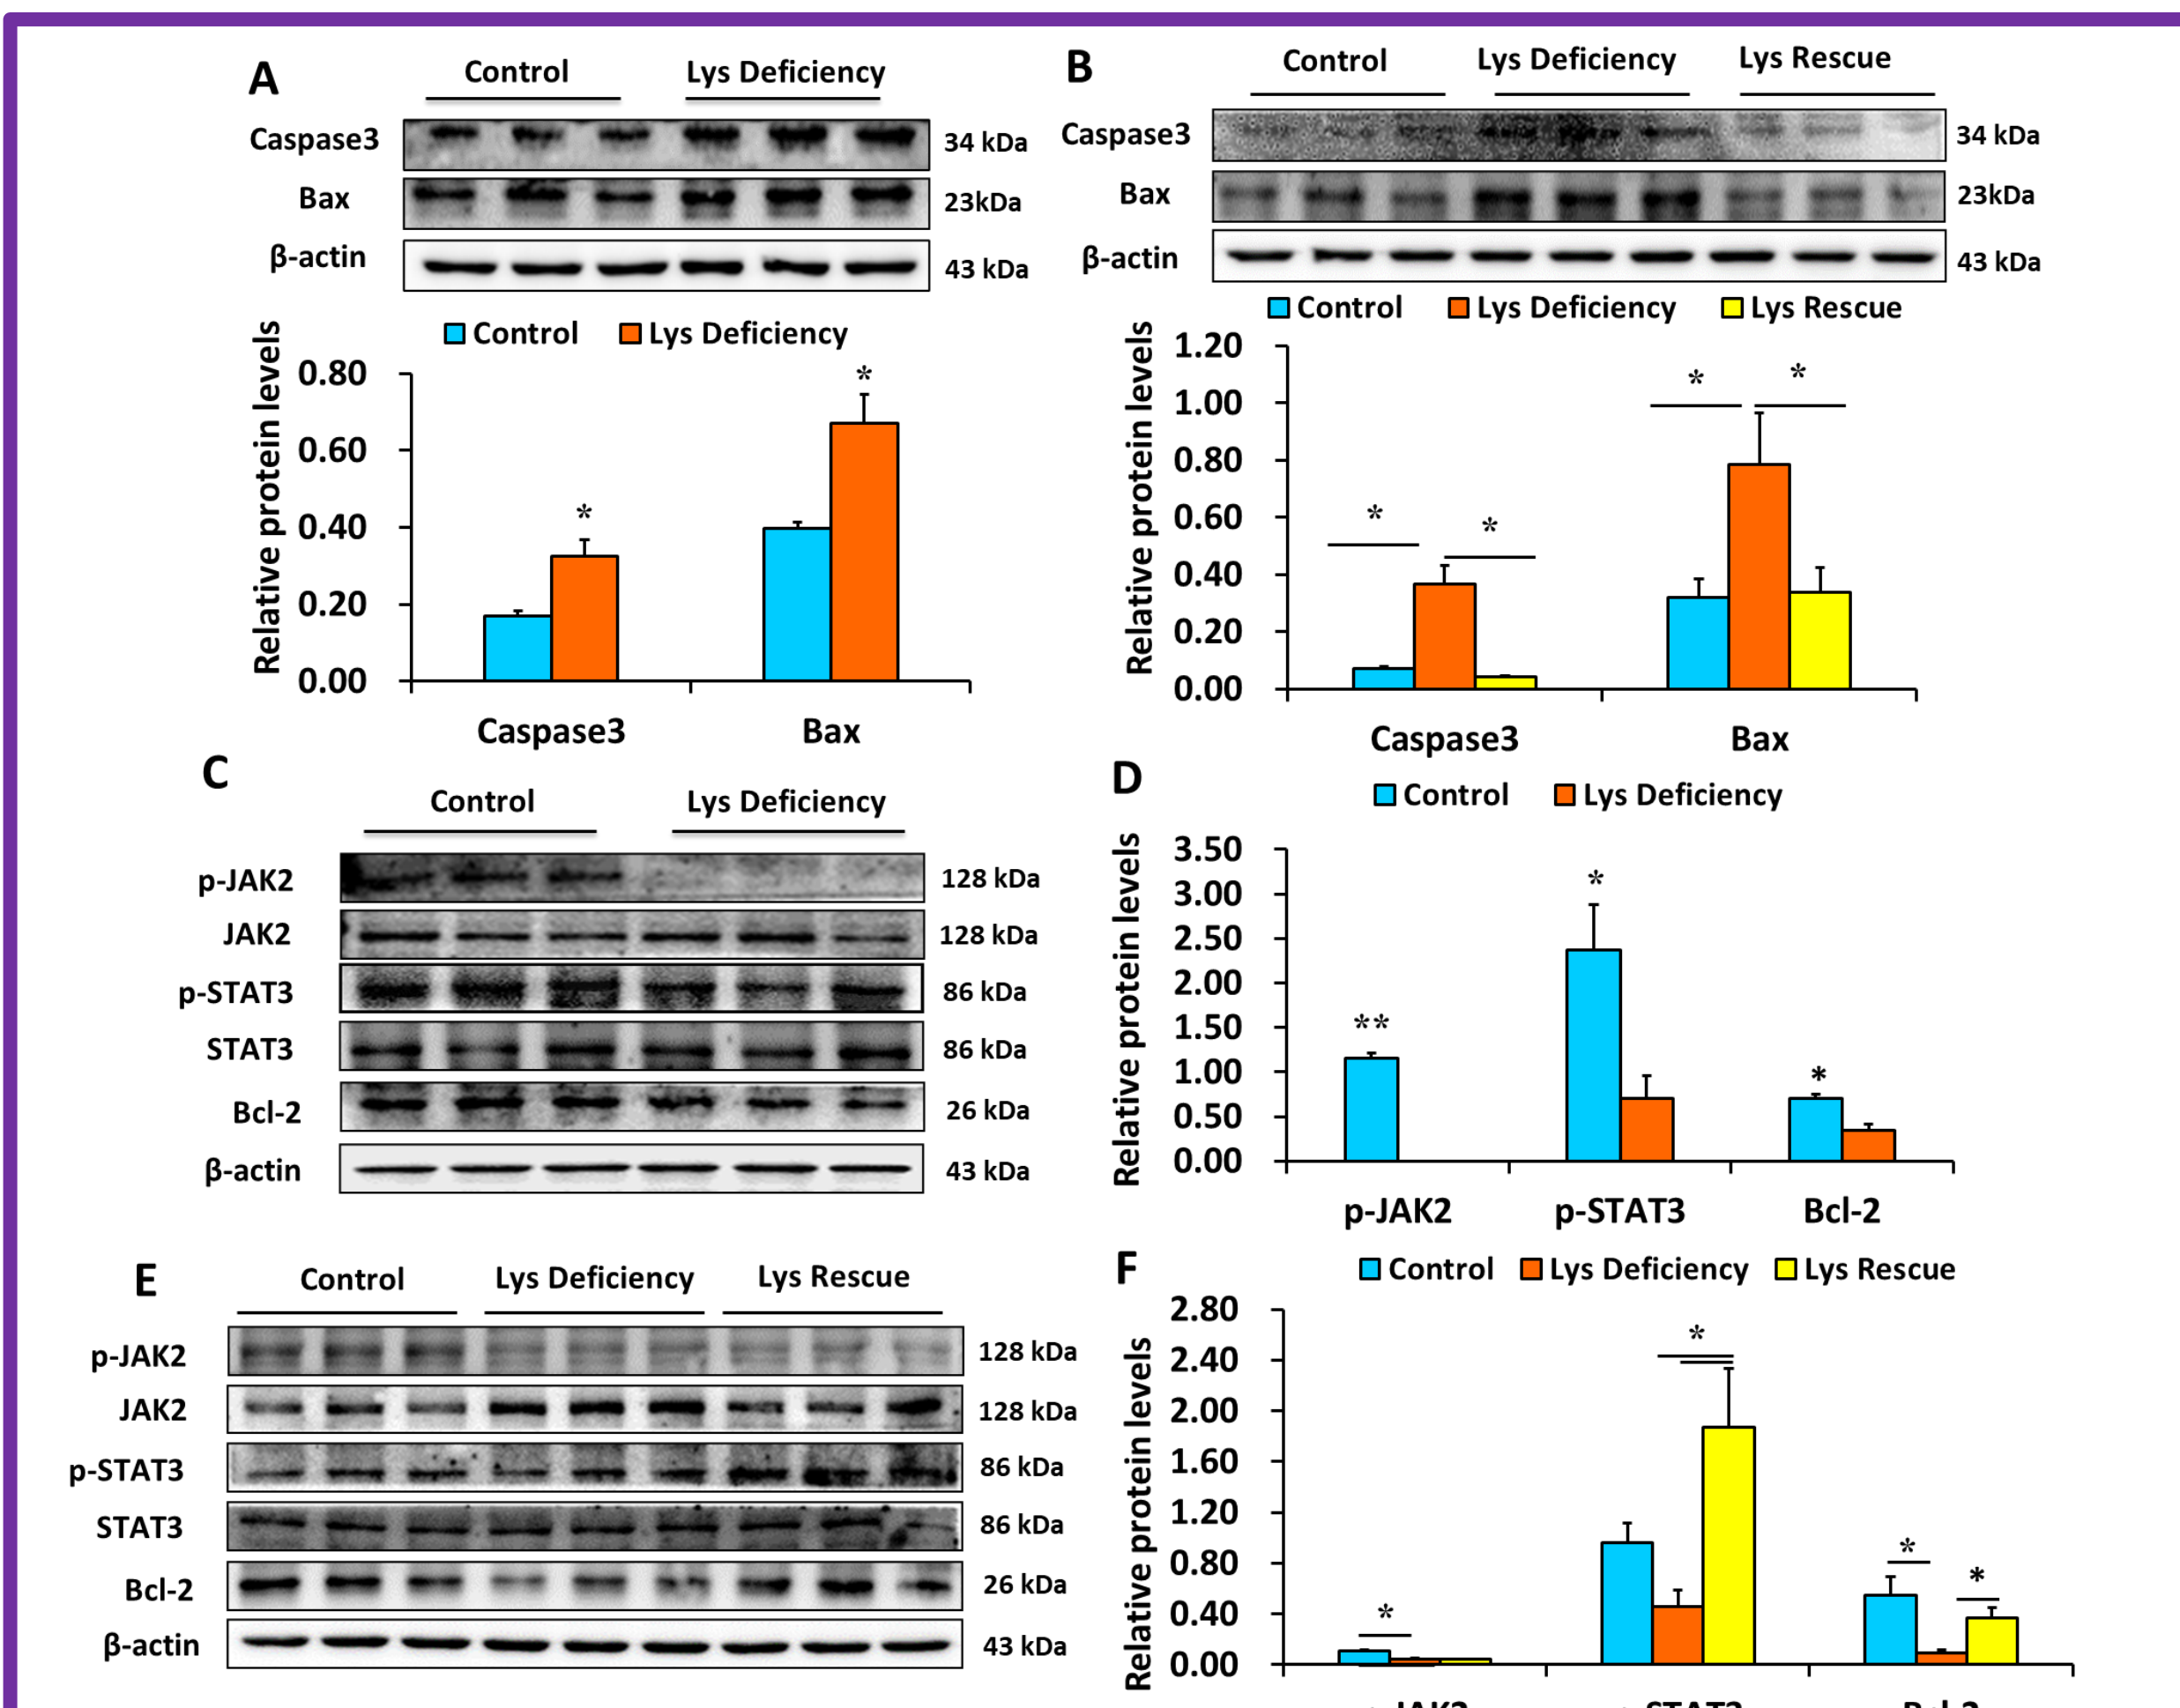 A
Control Lys Deficiency
Caspase3 34 kDa
Bax 23kDa
β-actin 43 kDa
Control Lys Deficiency
Relative protein levels
0.80
*
0.60
0.40
*
0.20
0.00
Caspase3 Bax
B
Control Lys Deficiency Lys Rescue
Caspase3 34 kDa
Bax 23kDa
β-actin 43 kDa
Control Lys Deficiency Lys Rescue
Relative protein levels
1.20
* *
1.00
0.80
0.60
* *
0.40
0.20
0.00
Caspase3 Bax
C
Control Lys Deficiency
p-JAK2 128 kDa
JAK2 128 kDa
p-STAT3 86 kDa
STAT3 86 kDa
Bcl-2 26 kDa
β-actin 43 kDa
D
Control Lys Deficiency
Relative protein levels
3.50
*
3.00
2.50
2.00
1.50
**
1.00
*
0.50
0.00
p-JAK2 p-STAT3 Bcl-2
E
Control Lys Deficiency Lys Rescue
p-JAK2 128 kDa
JAK2 128 kDa
p-STAT3 86 kDa
STAT3 86 kDa
Bcl-2 26 kDa
β-actin 43 kDa
F
Control Lys Deficiency Lys Rescue
Relative protein levels
2.80
*
2.40
2.00
1.60
1.20
0.80
* *
0.40
*
0.00